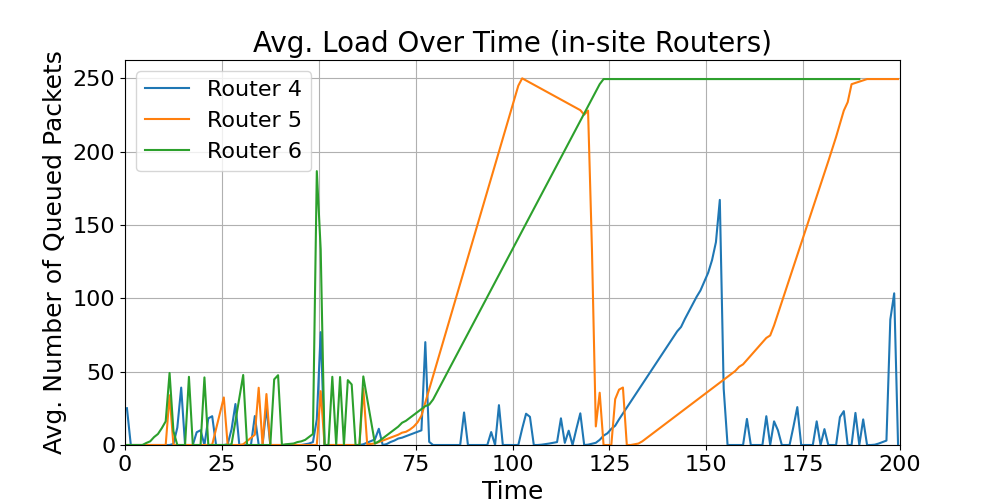 Avg. Load Over Time (in-site Routers)
Avg. Number of Queued Packets
250
200
150
100
50
0
Router 4
Router 5
Router 6
0 25 50 75 100 125 150 175 200
Time